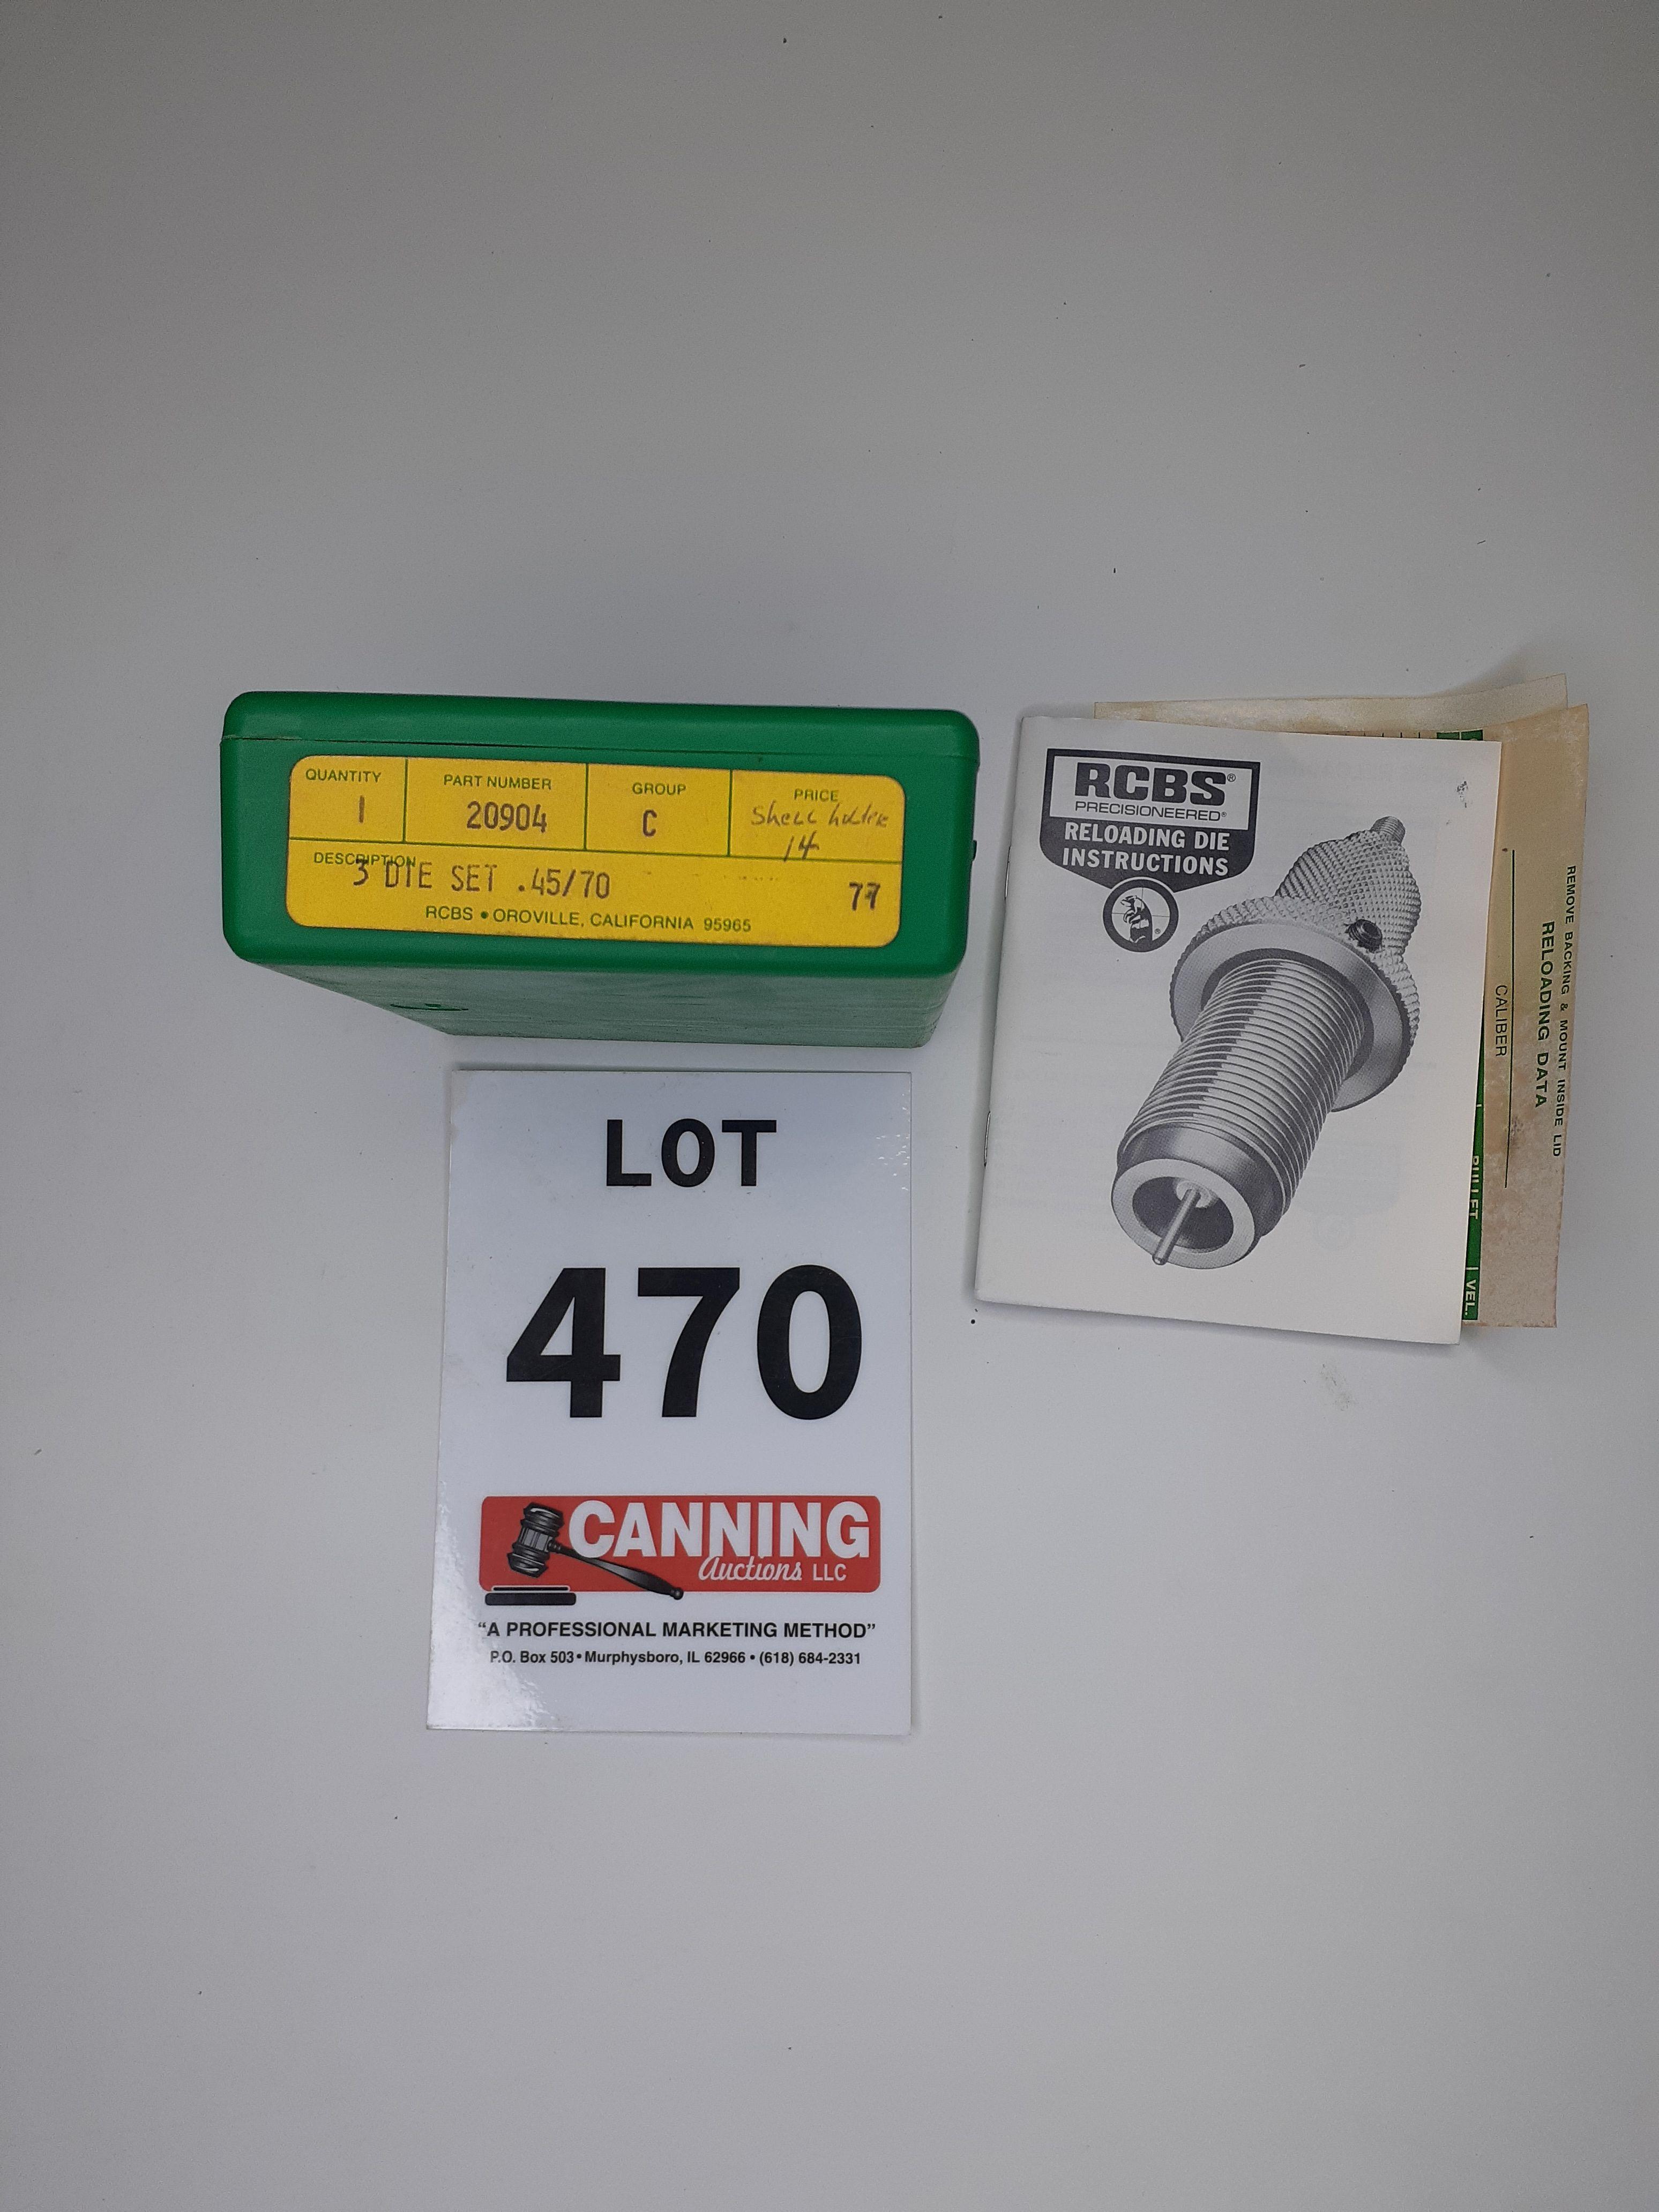 QUANTITY PART NUMBER GROUP PRICE
1 20904 C Shell holder
14
DESCRIPTION
3 DIE SET .45/70 77
RCBS • OROVILLE, CALIFORNIA 95965
RCBS®
PRECISIONEERED®
RELOADING DIE
INSTRUCTIONS
REMOVE BACKING & MOUNT INSIDE LID
RELOADING DATA
CALIBER
BULLET VEL.
LOT
470
CANNING
Auctions LLC
“A PROFESSIONAL MARKETING METHOD”
P.O. Box 503 • Murphysboro, IL 62966 • (618) 684-2331